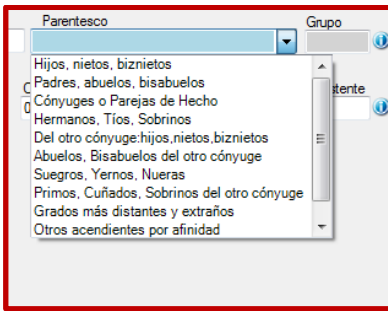 Parentesco Grupo
Hijos, nietos, biznietos
Padres, abuelos, bisabuelos
Cónyuges o Parejas de Hecho
Hermanos, Tíos, Sobrinos
Del otro cónyuge:hijos,nietos,biznietos
Abuelos, Bisabuelos del otro cónyuge
Suegros, Yernos, Nueras
Primos, Cuñados, Sobrinos del otro cónyuge
Grados más distantes y extraños
Otros acendientes por afinidad